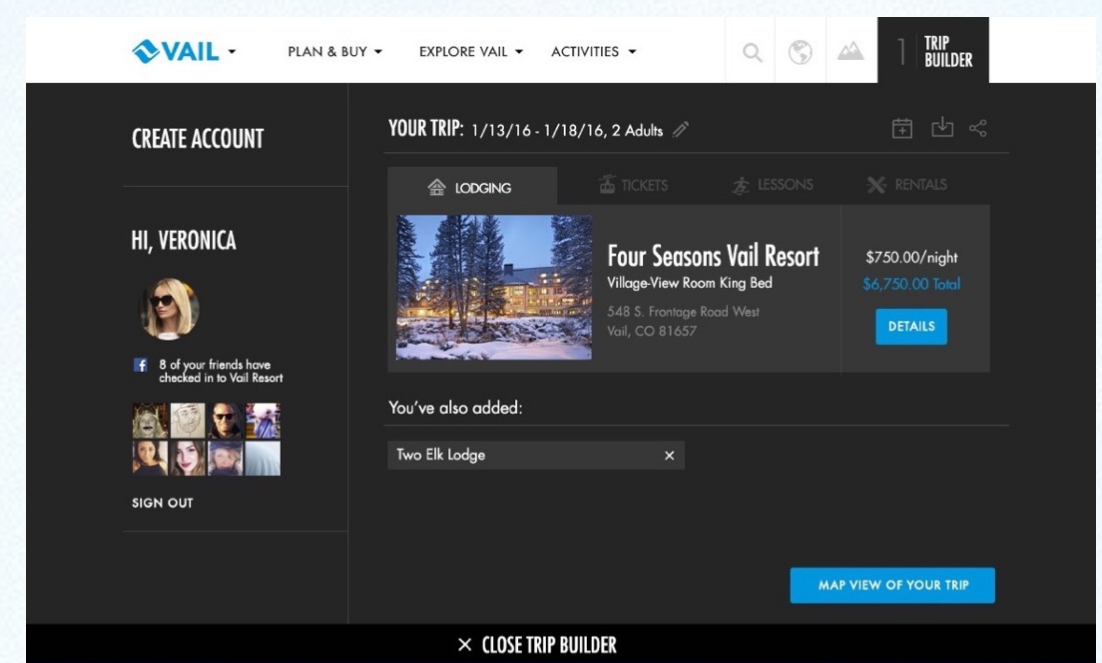 VAIL
PLAN & BUY
EXPLORE VAIL
ACTIVITIES
1
TRIP
BUILDER
CREATE ACCOUNT
HI, VERONICA
f
8 of your friends have
checked in to Vail Resort
SIGN OUT
YOUR TRIP: 1/13/16 - 1/18/16, 2 Adults
LODGING
TICKETS
LESSONS
RENTALS
Four Seasons Vail Resort
Village-View Room King Bed
548 S. Frontage Road West
Vail, CO 81657
$750.00/night
$6,750.00 Total
DETAILS
You've also added:
Two Elk Lodge
MAP VIEW OF YOUR TRIP
× CLOSE TRIP BUILDER